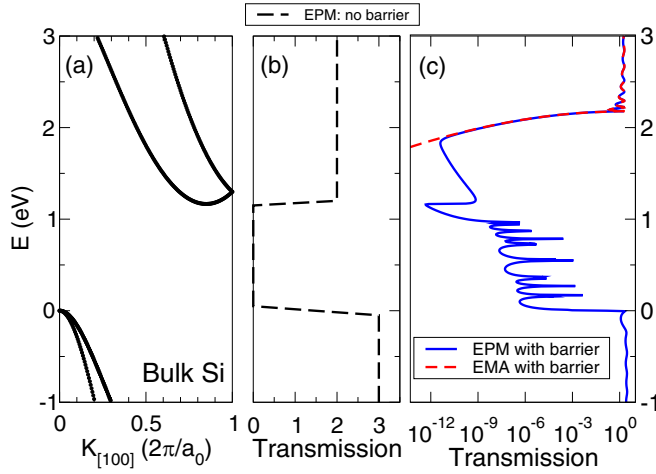 EPM: no barrier
(a)
(b)
(c)
3
2
1
0
-1
E (eV)
Bulk Si
EPM with barrier
EMA with barrier
3
2
1
0
-1
0 0.5 1
0 1 2 3
10^-12 10^-9 10^-6 10^-3 10^0
K[100] (2π/a0)
Transmission
Transmission